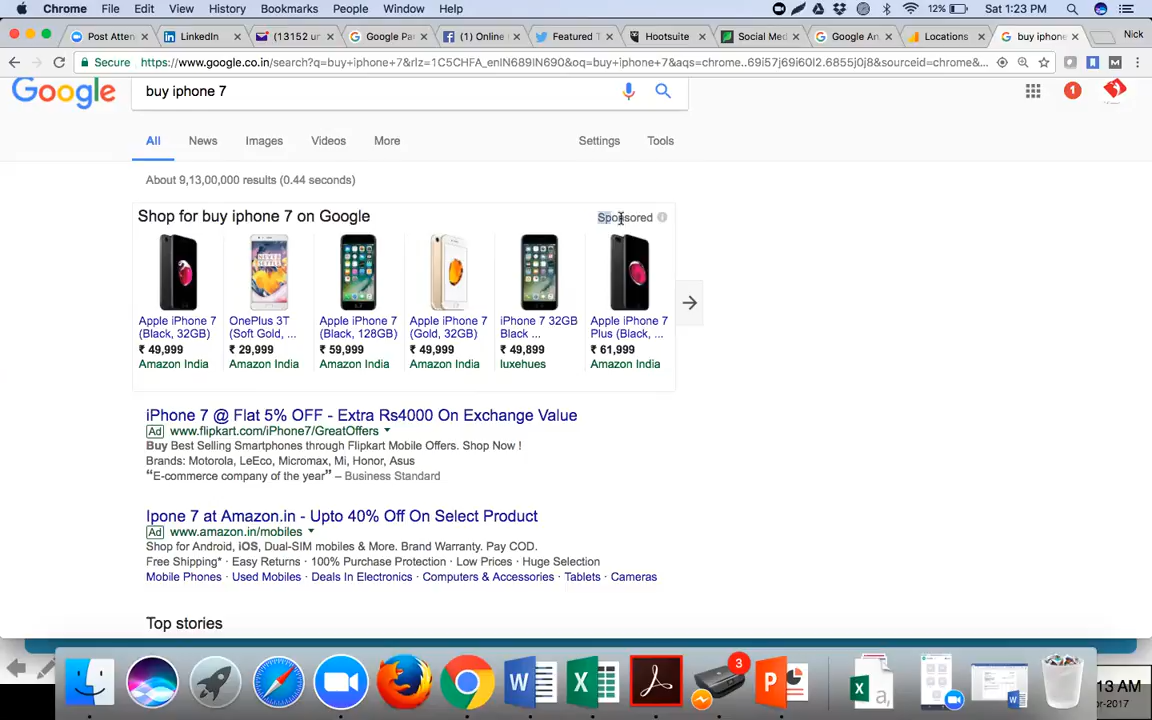 Chrome File Edit View History Bookmarks People Window Help 12% Sat 1:23 PM
Post Atten LinkedIn (13152 un Google Pa (1) Online Featured T Hootsuite Social Med Google An Locations buy iphone Nick
Secure https://www.google.co.in/search?q=buy+iphone+7&rlz=1C5CHFA_enIN689IN690&oq=buy+iphone+7&aqs=chrome...69i57j69i60l2.6855j0j8&sourceid=chrome&...
Google buy iphone 7 1
All News Images Videos More Settings Tools
About 9,13,00,000 results (0.44 seconds)
Shop for buy iphone 7 on Google Sponsored
Apple iPhone 7 OnePlus 3T Apple iPhone 7 Apple iPhone 7 iPhone 7 32GB Apple iPhone 7
(Black, 32GB) (Soft Gold, ... (Black, 128GB) (Gold, 32GB) Black ... Plus (Black, ...
₹ 49,999 ₹ 29,999 ₹ 59,999 ₹ 49,999 ₹ 49,899 ₹ 61,999
Amazon India Amazon India Amazon India Amazon India luxehues Amazon India
iPhone 7 @ Flat 5% OFF - Extra Rs4000 On Exchange Value
Ad www.flipkart.com/iPhone7/GreatOffers
Buy Best Selling Smartphones through Flipkart Mobile Offers. Shop Now !
Brands: Motorola, LeEco, Micromax, Mi, Honor, Asus
“E-commerce company of the year” – Business Standard
Ipone 7 at Amazon.in - Upto 40% Off On Select Product
Ad www.amazon.in/mobiles
Shop for Android, iOS, Dual-SIM mobiles & More. Brand Warranty. Pay COD.
Free Shipping* · Easy Returns · 100% Purchase Protection · Low Prices · Huge Selection
Mobile Phones · Used Mobiles · Deals In Electronics · Computers & Accessories · Tablets · Cameras
Top stories
3
W X P X a, W
13 AM
r-2017